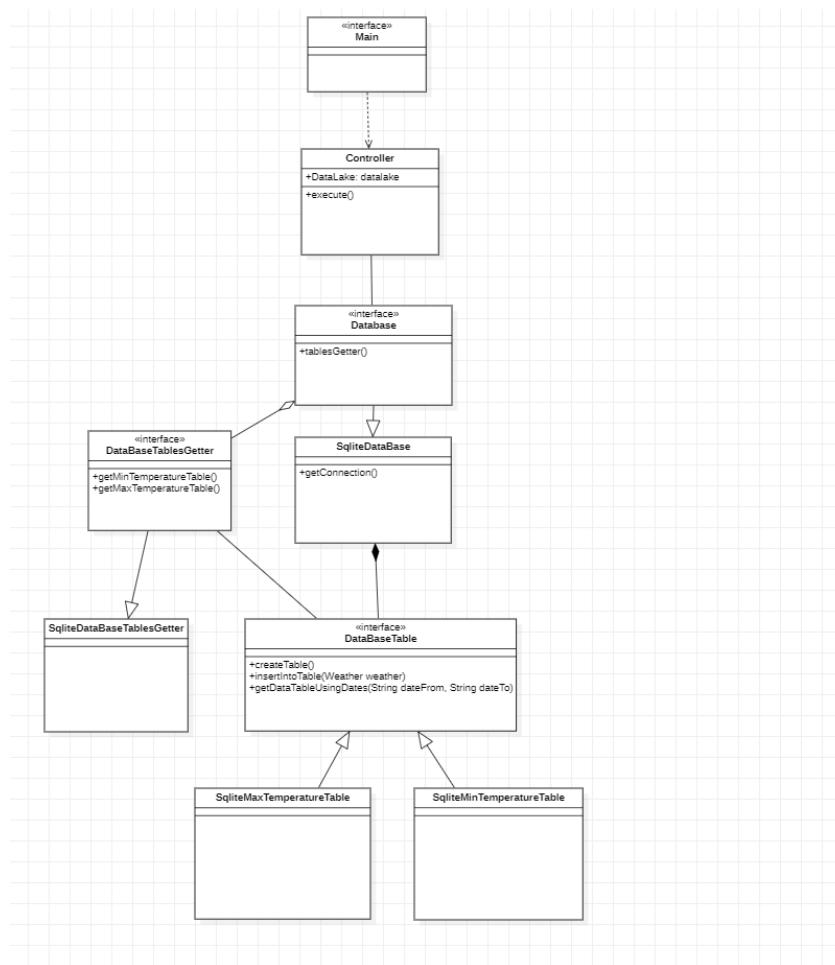 «interface»
Main
Controller
+DataLake: datalake
+execute()
«interface»
Database
+tablesGetter()
«interface»
DataBaseTablesGetter
+getMinTemperatureTable()
+getMaxTemperatureTable()
SqliteDataBase
+getConnection()
SqliteDataBaseTablesGetter
«interface»
DataBaseTable
+createTable()
+insertIntoTable(Weather weather)
+getDataTableUsingDates(String dateFrom, String dateTo)
SqliteMaxTemperatureTable
SqliteMinTemperatureTable